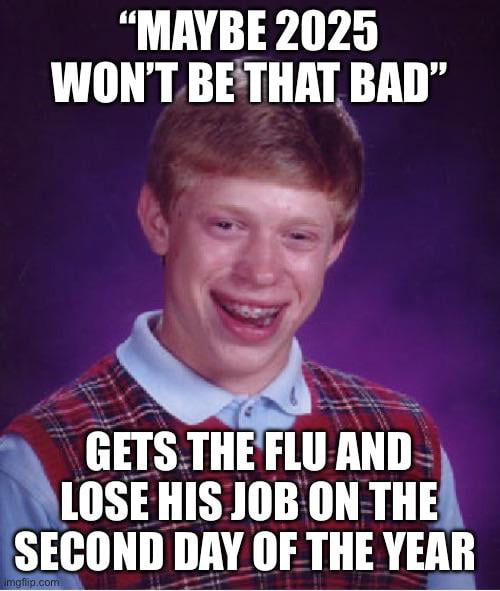 “MAYBE 2025
WON’T BE THAT BAD”
GETS THE FLU AND
LOSE HIS JOB ON THE
SECOND DAY OF THE YEAR
imgflip.com